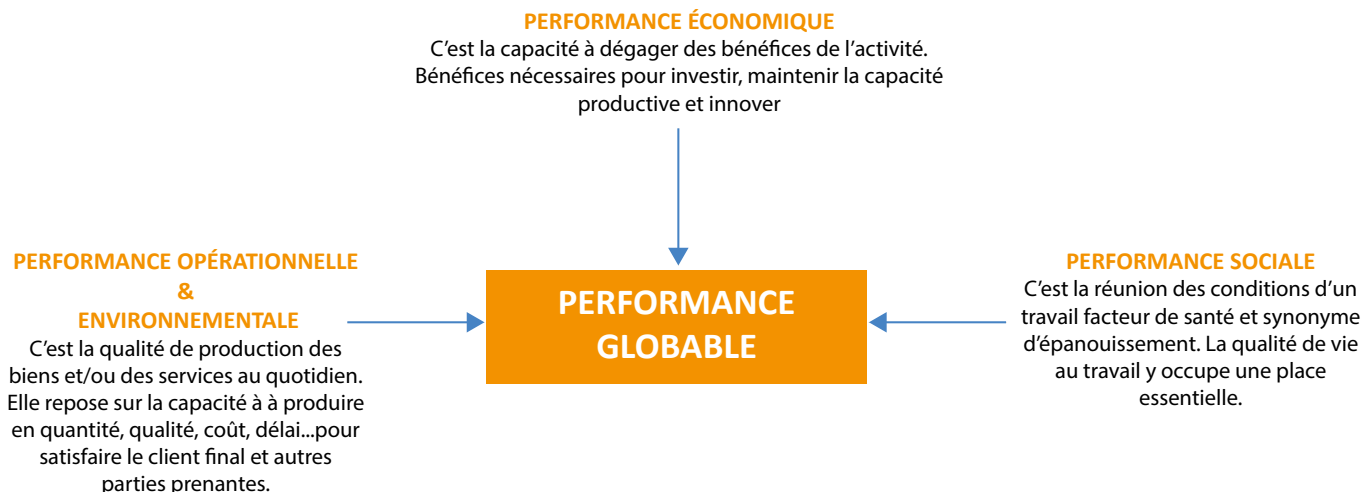 PERFORMANCE ÉCONOMIQUE
C’est la capacité à dégager des bénéfices de l’activité.
Bénéfices nécessaires pour investir, maintenir la capacité
productive et innover
PERFORMANCE OPÉRATIONNELLE
&
ENVIRONNEMENTALE
C’est la qualité de production des
biens et/ou des services au quotidien.
Elle repose sur la capacité à à produire
en quantité, qualité, coût, délai...pour
satisfaire le client final et autres
parties prenantes.
PERFORMANCE
GLOBABLE
PERFORMANCE SOCIALE
C’est la réunion des conditions d’un
travail facteur de santé et synonyme
d’épanouissement. La qualité de vie
au travail y occupe une place
essentielle.